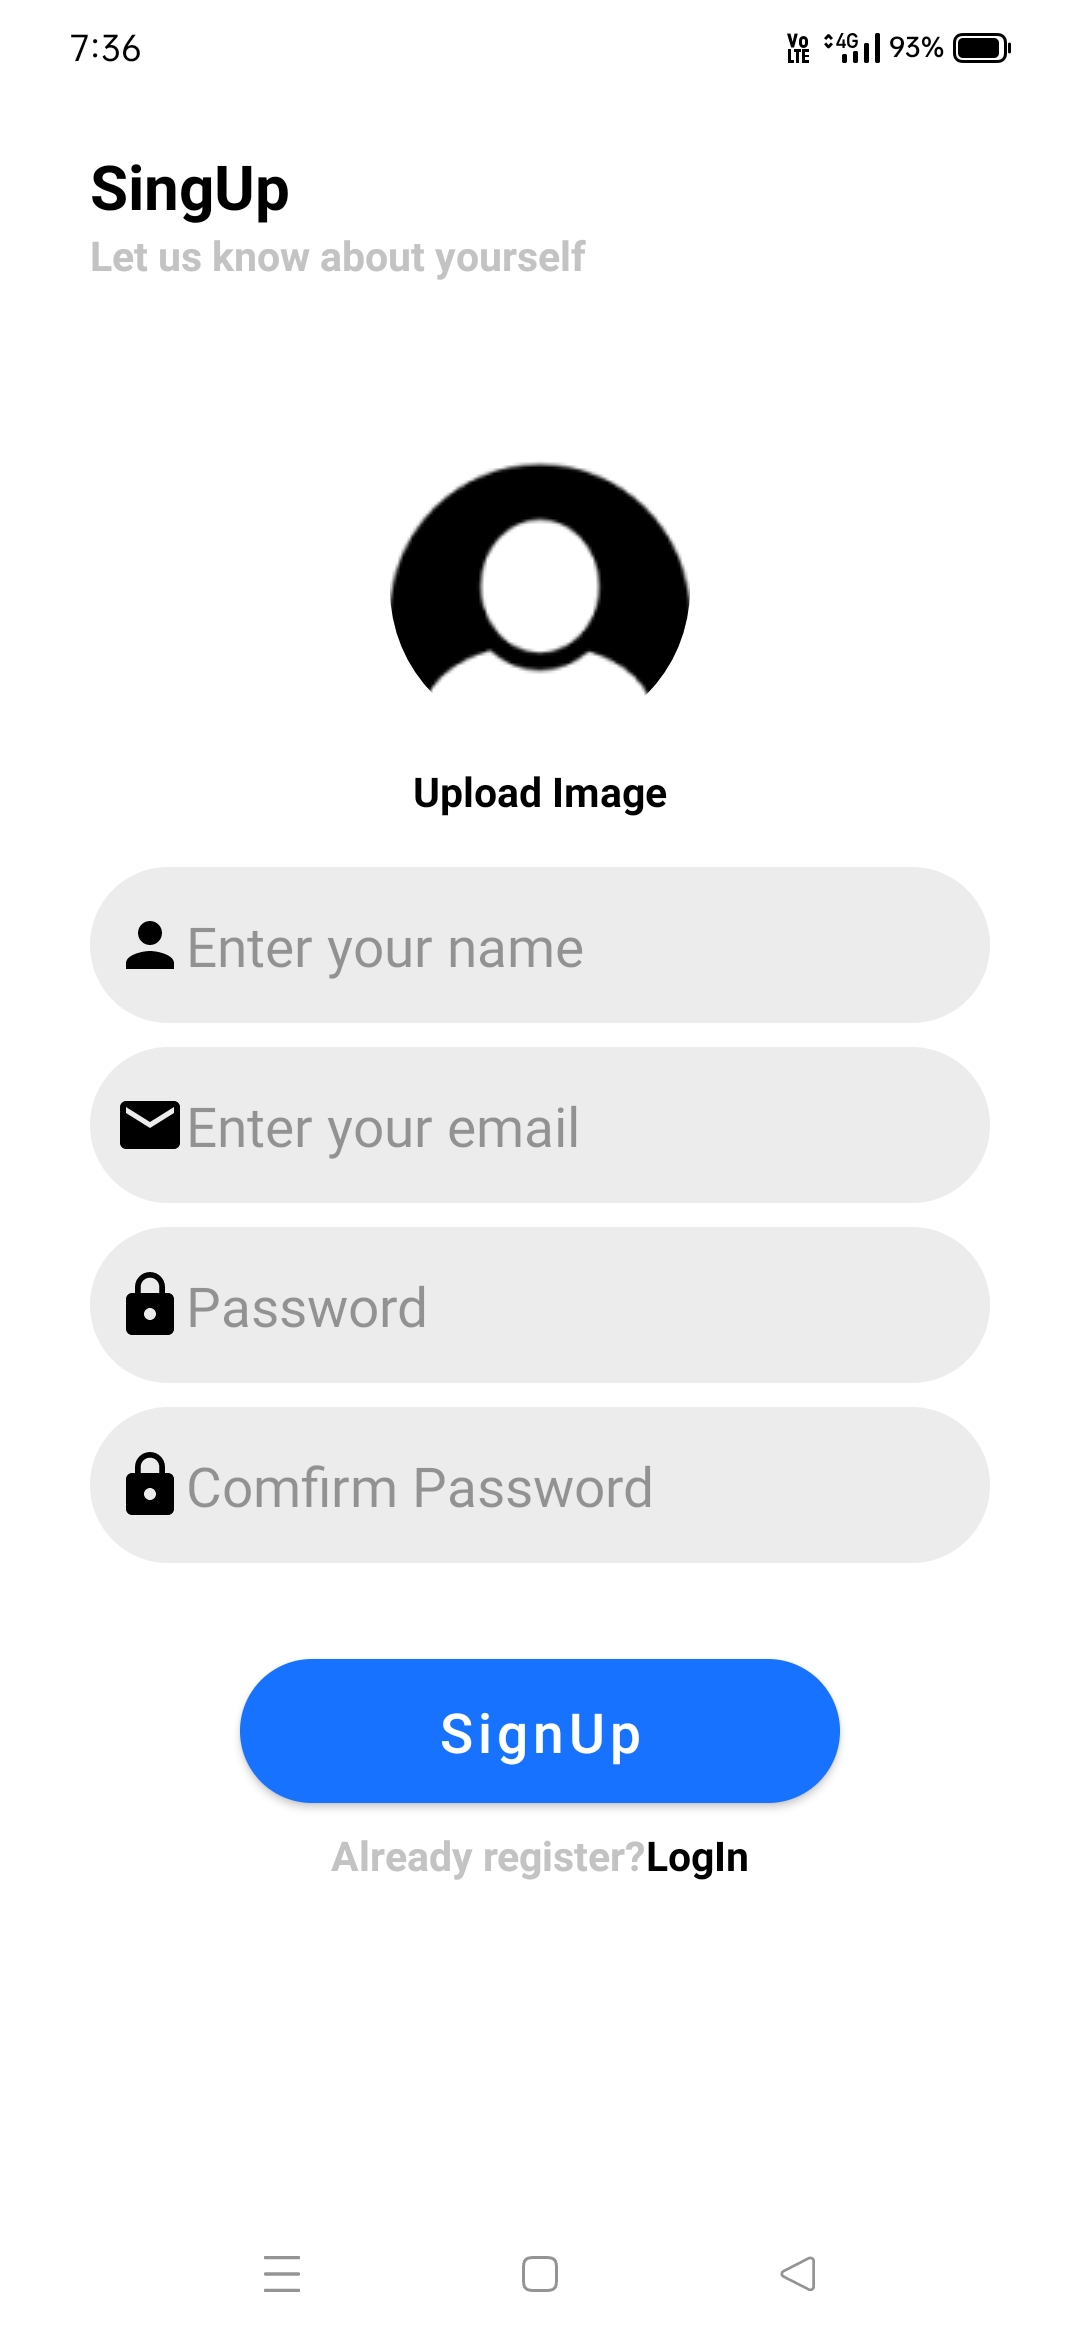 7:36 Vo LTE 4G 93%
SingUp
Let us know about yourself
Upload Image
Enter your name
Enter your email
Password
Comfirm Password
SignUp
Already register?LogIn